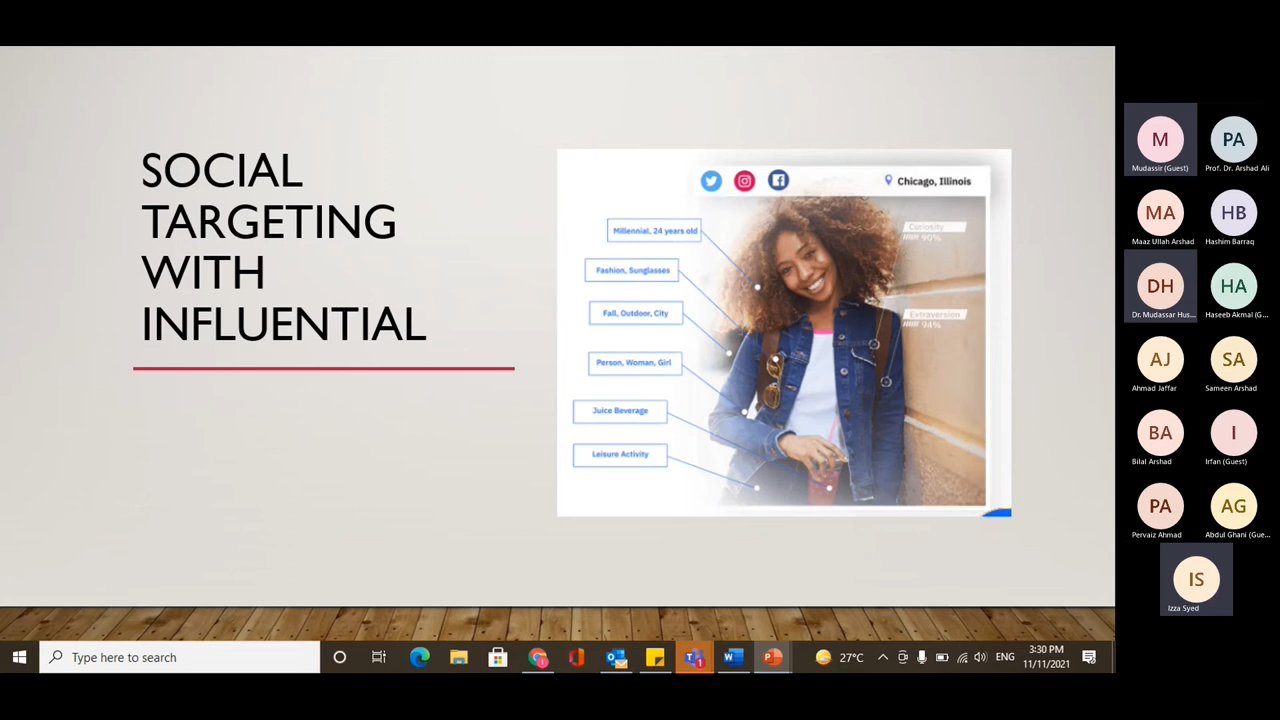 SOCIAL
TARGETING
WITH
INFLUENTIAL
Chicago, Illinois
Millennial, 24 years old
Fashion, Sunglasses
Fall, Outdoor, City
Person, Woman, Girl
Juice Beverage
Leisure Activity
Curiosity
90%
Extraversion
94%
M
Mudassir (Guest)
PA
Prof. Dr. Arshad Ali
MA
Maaz Ullah Arshad
HB
Hashim Barraq
DH
Dr. Mudassar Hus...
HA
Haseeb Akmal (G...
AJ
Ahmad Jaffar
SA
Sameen Arshad
BA
Bilal Arshad
I
Irfan (Guest)
PA
Pervaiz Ahmad
AG
Abdul Ghani (Gue...
IS
Izza Syed
Type here to search
27°C
ENG
3:30 PM
11/11/2021